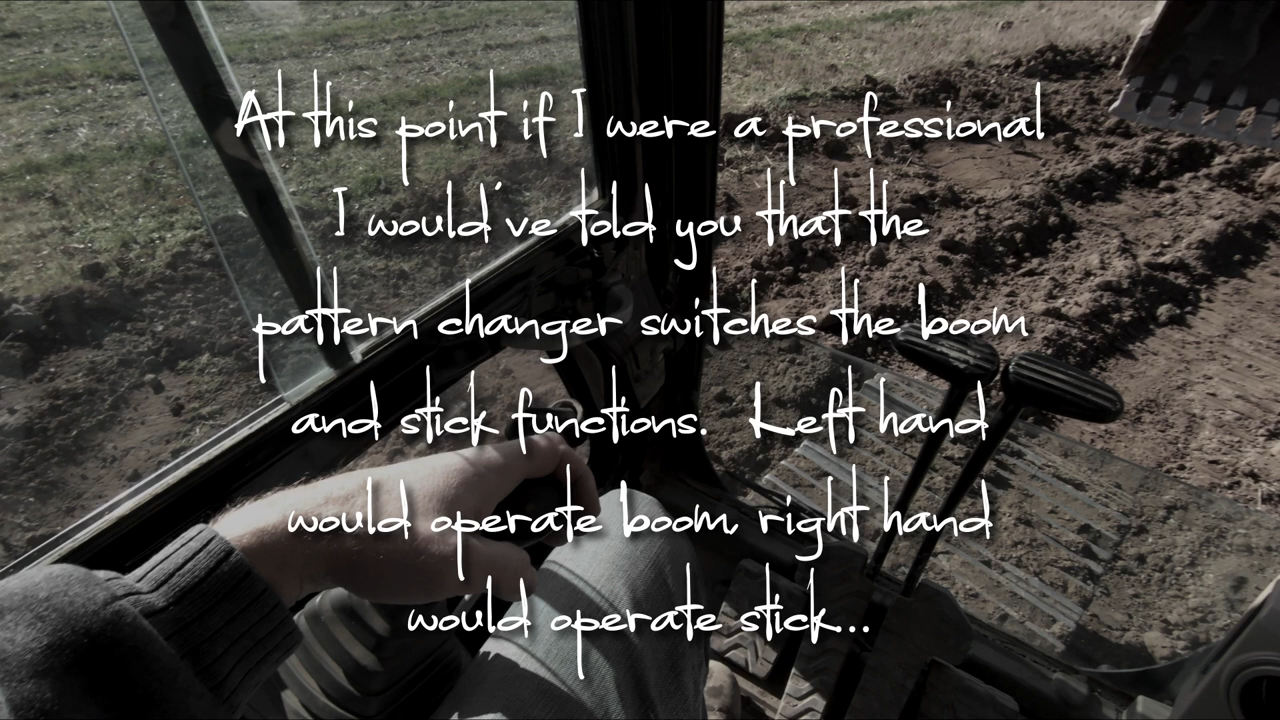 At this point if I were a professional
I would've told you that the
pattern changer switches the boom
and stick functions. Left hand
would operate boom, right hand
would operate stick...